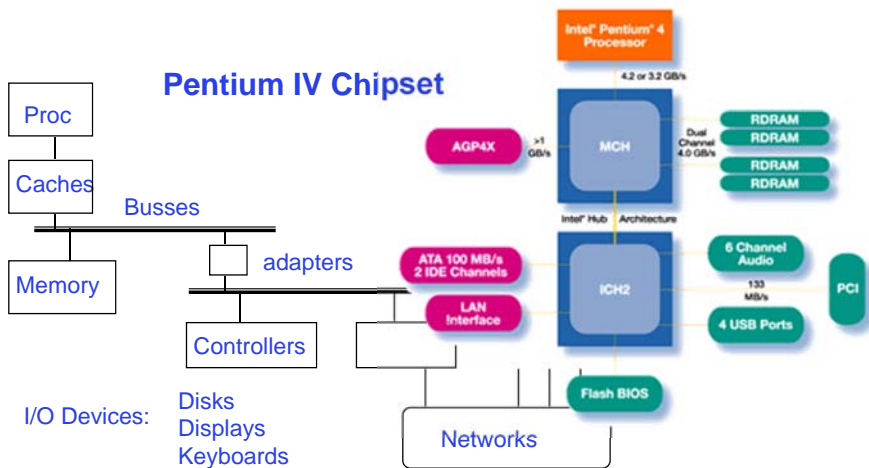 Pentium IV Chipset
Proc
Caches
Busses
Memory
adapters
Controllers
I/O Devices:
Disks
Displays
Keyboards
Networks
Intel® Pentium® 4
Processor
4.2 or 3.2 GB/s
AGP4X
>1
GB/s
MCH
Dual
Channel
4.0 GB/s
RDRAM
RDRAM
RDRAM
RDRAM
Intel® Hub Architecture
ATA 100 MB/s
2 IDE Channels
LAN
Interface
ICH2
6 Channel
Audio
133
MB/s
PCI
4 USB Ports
Flash BIOS